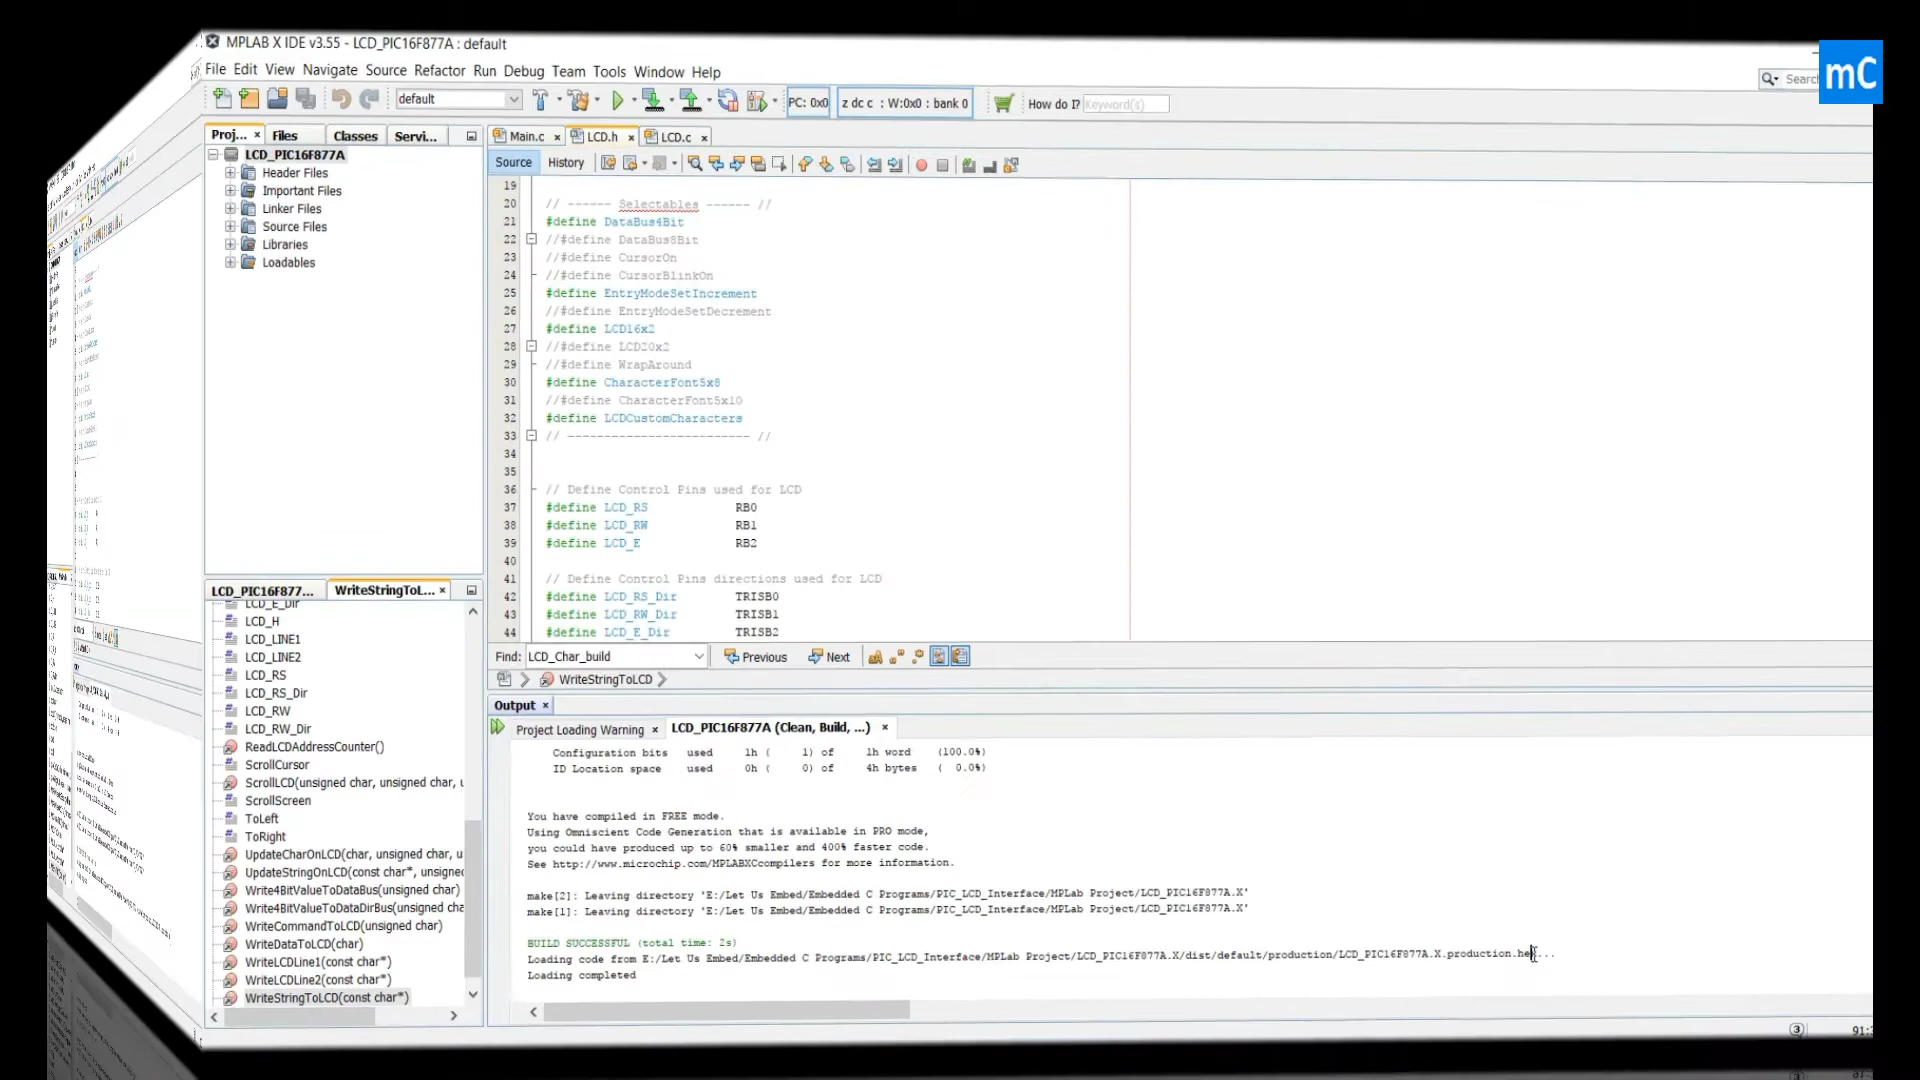 MPLAB X IDE v3.55 - LCD_PIC16F877A : default
mC
File Edit View Navigate Source Refactor Run Debug Team Tools Window Help
Search
default
PC: 0x0
z dc c : W:0x0 : bank 0
How do I? Keyword(s)
Proj... × Files Classes Servi...
Main.c × LCD.h × LCD.c ×
Source History
LCD_PIC16F877A
Header Files
Important Files
Linker Files
Source Files
Libraries
Loadables
19
20 // ------ Selectables ------ //
21 #define DataBus4Bit
22 //#define DataBus8Bit
23 //#define CursorOn
24 //#define CursorBlinkOn
25 #define EntryModeSetIncrement
26 //#define EntryModeSetDecrement
27 #define LCD16x2
28 //#define LCD20x2
29 //#define WrapAround
30 #define CharacterFont5x8
31 //#define CharacterFont5x10
32 #define LCDCustomCharacters
33 // ------------------------- //
34
35
36 // Define Control Pins used for LCD
37 #define LCD_RS RB0
38 #define LCD_RW RB1
39 #define LCD_E RB2
40
41 // Define Control Pins directions used for LCD
42 #define LCD_RS_Dir TRISB0
43 #define LCD_RW_Dir TRISB1
44 #define LCD_E_Dir TRISB2
Find: LCD_Char_build Previous Next
WriteStringToLCD
LCD_PIC16F877... WriteStringToL... ×
LCD_E_Dir
LCD_H
LCD_LINE1
LCD_LINE2
LCD_RS
LCD_RS_Dir
LCD_RW
LCD_RW_Dir
ReadLCDAddressCounter()
ScrollCursor
ScrollLCD(unsigned char, unsigned char, u
ScrollScreen
ToLeft
ToRight
UpdateCharOnLCD(char, unsigned char, u
UpdateStringOnLCD(const char*, unsigned
Write4BitValueToDataBus(unsigned char)
Write4BitValueToDataDirBus(unsigned cha
WriteCommandToLCD(unsigned char)
WriteDataToLCD(char)
WriteLCDLine1(const char*)
WriteLCDLine2(const char*)
WriteStringToLCD(const char*)
Output ×
Project Loading Warning × LCD_PIC16F877A (Clean, Build, ...) ×
Configuration bits used 1h ( 1) of 1h word (100.0%)
ID Location space used 0h ( 0) of 4h bytes ( 0.0%)
You have compiled in FREE mode.
Using Omniscient Code Generation that is available in PRO mode,
you could have produced up to 60% smaller and 400% faster code.
See http://www.microchip.com/MPLABXCcompilers for more information.
make[2]: Leaving directory 'E:/Let Us Embed/Embedded C Programs/PIC_LCD_Interface/MPLab Project/LCD_PIC16F877A.X'
make[1]: Leaving directory 'E:/Let Us Embed/Embedded C Programs/PIC_LCD_Interface/MPLab Project/LCD_PIC16F877A.X'
BUILD SUCCESSFUL (total time: 2s)
Loading code from E:/Let Us Embed/Embedded C Programs/PIC_LCD_Interface/MPLab Project/LCD_PIC16F877A.X/dist/default/production/LCD_PIC16F877A.X.production.hex...
Loading completed